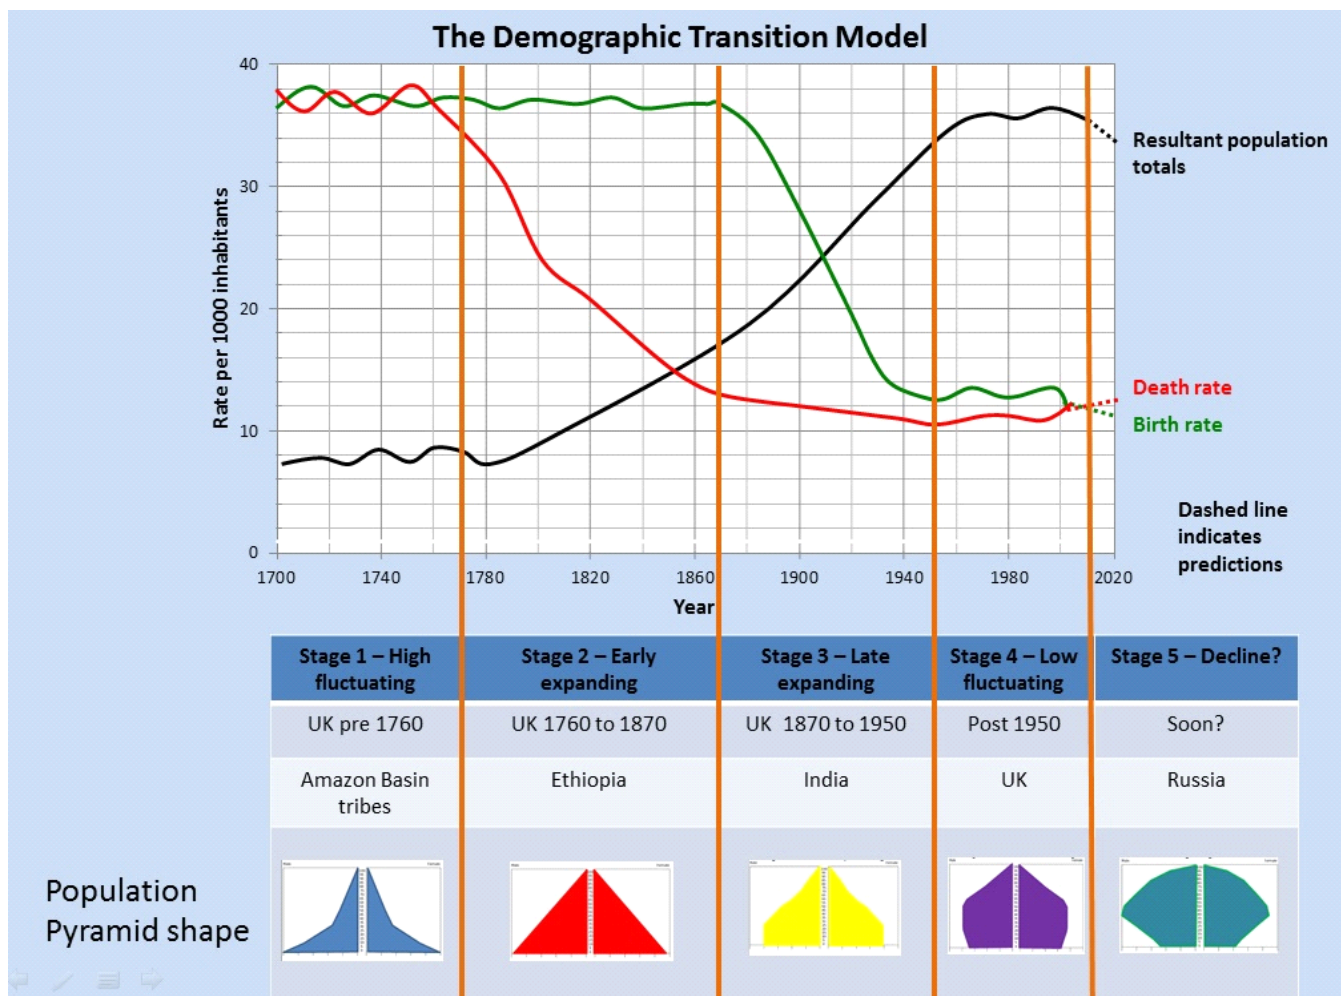 The Demographic Transition Model
40
30
20
10
0
Rate per 1000 inhabitants
1700
1740
1780
1820
1860
1900
1940
1980
2020
Year
Resultant population
totals
Death rate
Birth rate
Dashed line
indicates
predictions
Stage 1 – High
fluctuating
Stage 2 – Early
expanding
Stage 3 – Late
expanding
Stage 4 – Low
fluctuating
Stage 5 – Decline?
UK pre 1760
UK 1760 to 1870
UK 1870 to 1950
Post 1950
Soon?
Amazon Basin
tribes
Ethiopia
India
UK
Russia
Population
Pyramid shape